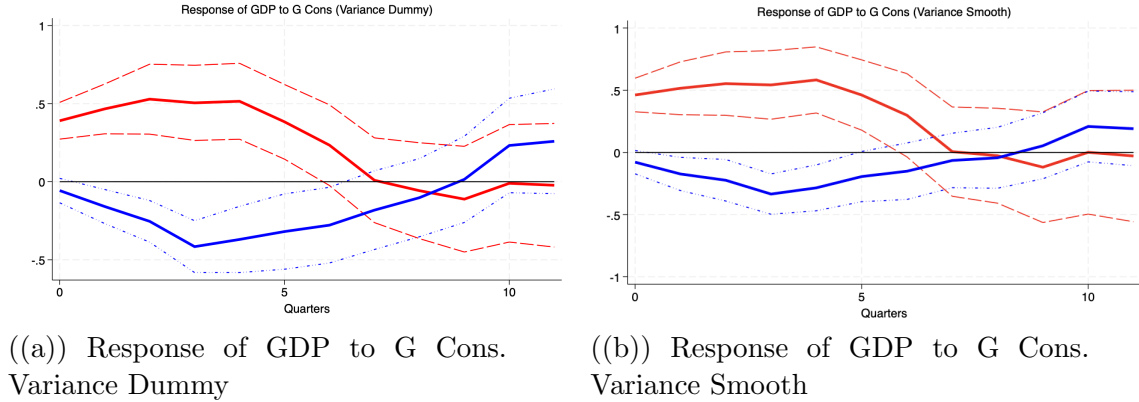 Response of GDP to G Cons (Variance Dummy)
1
.5
0
-.5
0
5
10
Quarters
((a)) Response of GDP to G Cons.
Variance Dummy
Response of GDP to G Cons (Variance Smooth)
1
.5
0
-.5
-1
0
5
10
Quarters
((b)) Response of GDP to G Cons.
Variance Smooth